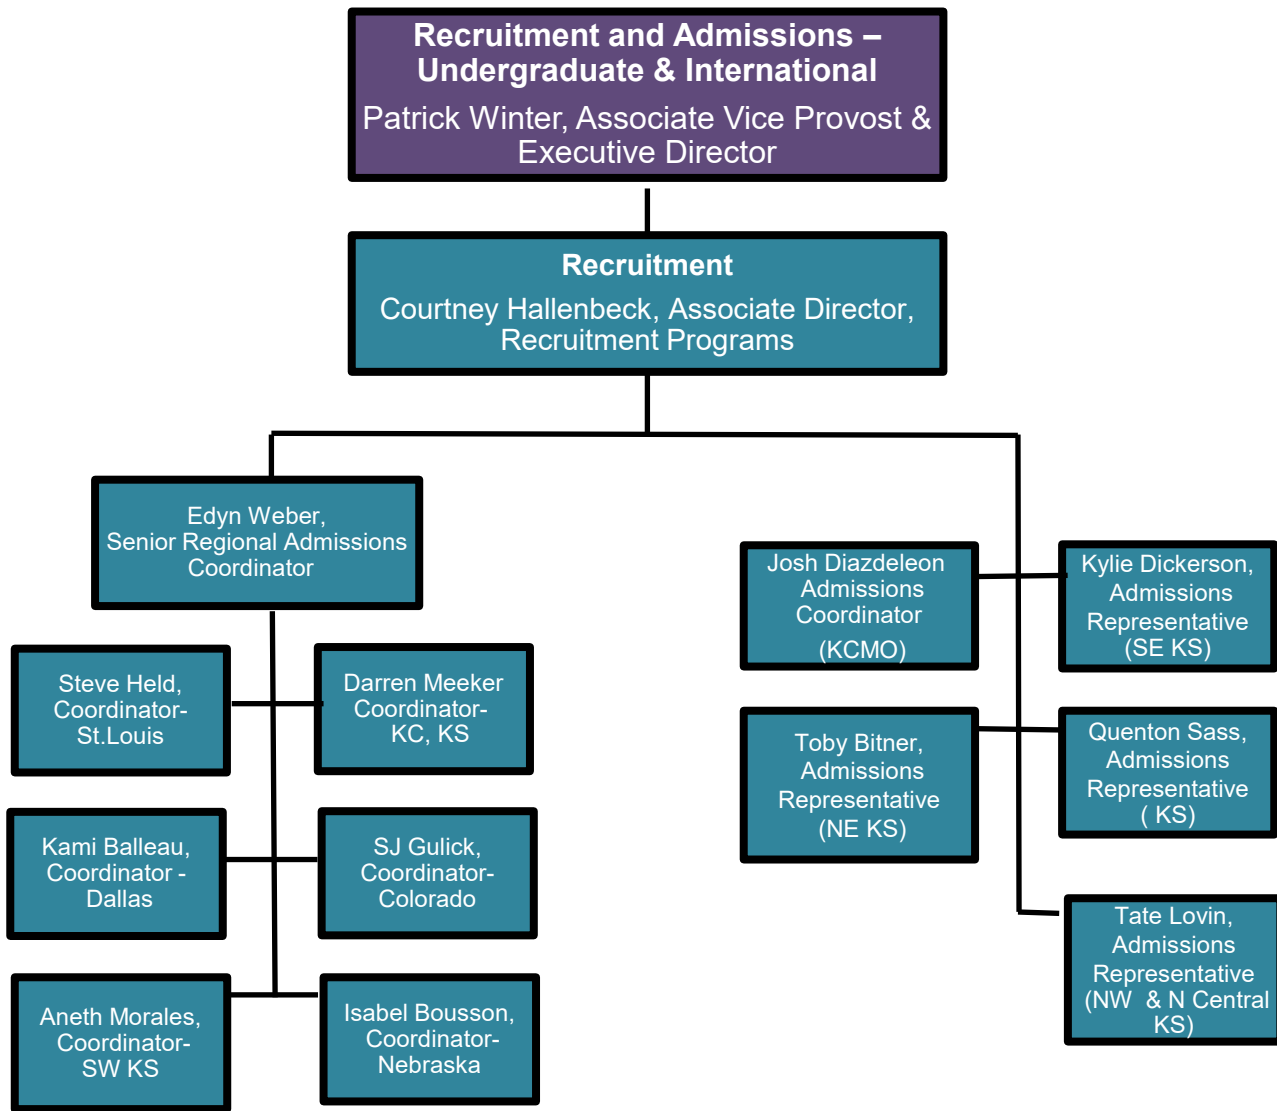 Recruitment and Admissions –
Undergraduate & International
Patrick Winter, Associate Vice Provost &
Executive Director
Recruitment
Courtney Hallenbeck, Associate Director,
Recruitment Programs
Edyn Weber,
Senior Regional Admissions
Coordinator
Steve Held,
Coordinator-
St.Louis
Darren Meeker
Coordinator-
KC, KS
Kami Balleau,
Coordinator -
Dallas
SJ Gulick,
Coordinator-
Colorado
Aneth Morales,
Coordinator-
SW KS
Isabel Bousson,
Coordinator-
Nebraska
Josh Diazdeleon
Admissions
Coordinator
(KCMO)
Kylie Dickerson,
Admissions
Representative
(SE KS)
Toby Bitner,
Admissions
Representative
(NE KS)
Quenton Sass,
Admissions
Representative
( KS)
Tate Lovin,
Admissions
Representative
(NW & N Central
KS)